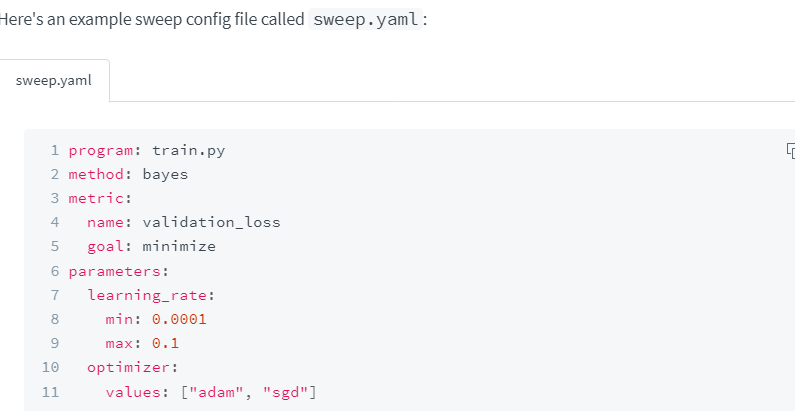 Here's an example sweep config file called sweep.yaml:
sweep.yaml
1 program: train.py
2 method: bayes
3 metric:
4   name: validation_loss
5   goal: minimize
6 parameters:
7   learning_rate:
8     min: 0.0001
9     max: 0.1
10   optimizer:
11     values: ["adam", "sgd"]